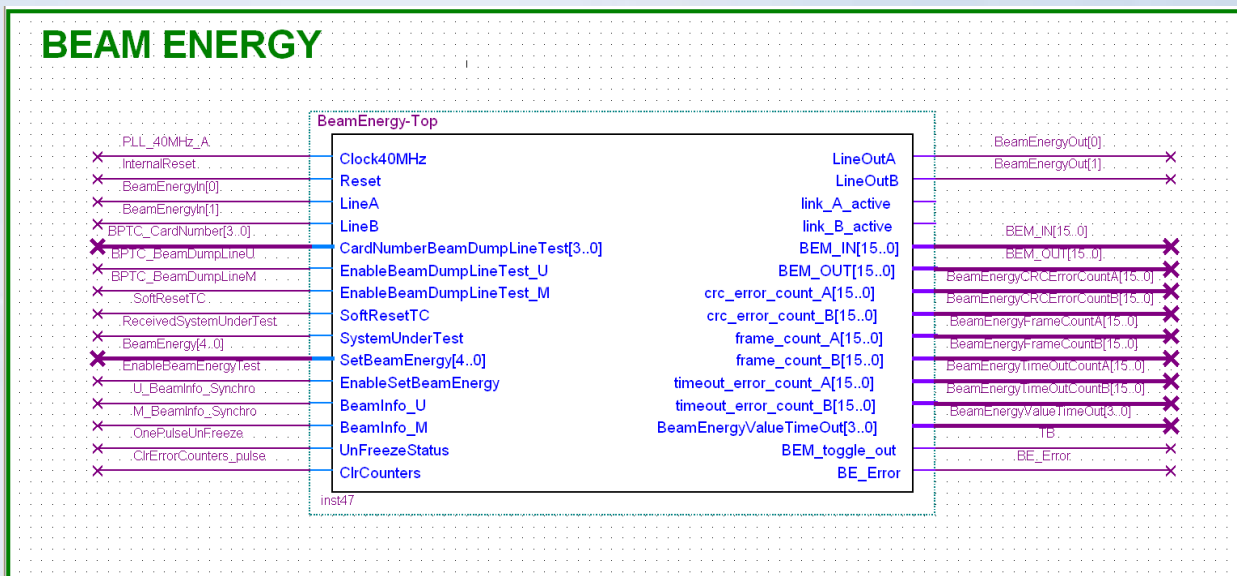 BEAM ENERGY
BeamEnergy-Top
PLL_40MHz_A
InternalReset
BeamEnergyIn[0]
BeamEnergyIn[1]
BPTC_CardNumber[3..0]
BPTC_BeamDumpLineU
BPTC_BeamDumpLineM
SoftResetTC
ReceivedSystemUnderTest
BeamEnergy[4..0]
EnableBeamEnergyTest
U_BeamInfo_Synchro
M_BeamInfo_Synchro
OnePulseUnFreeze
ClrErrorCounters_pulse
Clock40MHz
Reset
LineA
LineB
CardNumberBeamDumpLineTest[3..0]
EnableBeamDumpLineTest_U
EnableBeamDumpLineTest_M
SoftResetTC
SystemUnderTest
SetBeamEnergy[4..0]
EnableSetBeamEnergy
BeamInfo_U
BeamInfo_M
UnFreezeStatus
ClrCounters
LineOutA
LineOutB
link_A_active
link_B_active
BEM_IN[15..0]
BEM_OUT[15..0]
crc_error_count_A[15..0]
crc_error_count_B[15..0]
frame_count_A[15..0]
frame_count_B[15..0]
timeout_error_count_A[15..0]
timeout_error_count_B[15..0]
BeamEnergyValueTimeOut[3..0]
BEM_toggle_out
BE_Error
BeamEnergyOut[0]
BeamEnergyOut[1]
BEM_IN[15..0]
BEM_OUT[15..0]
BeamEnergyCRCErrorCountA[15..0]
BeamEnergyCRCErrorCountB[15..0]
BeamEnergyFrameCountA[15..0]
BeamEnergyFrameCountB[15..0]
BeamEnergyTimeOutCountA[15..0]
BeamEnergyTimeOutCountB[15..0]
BeamEnergyValueTimeOut[3..0]
TB
BE_Error
inst47